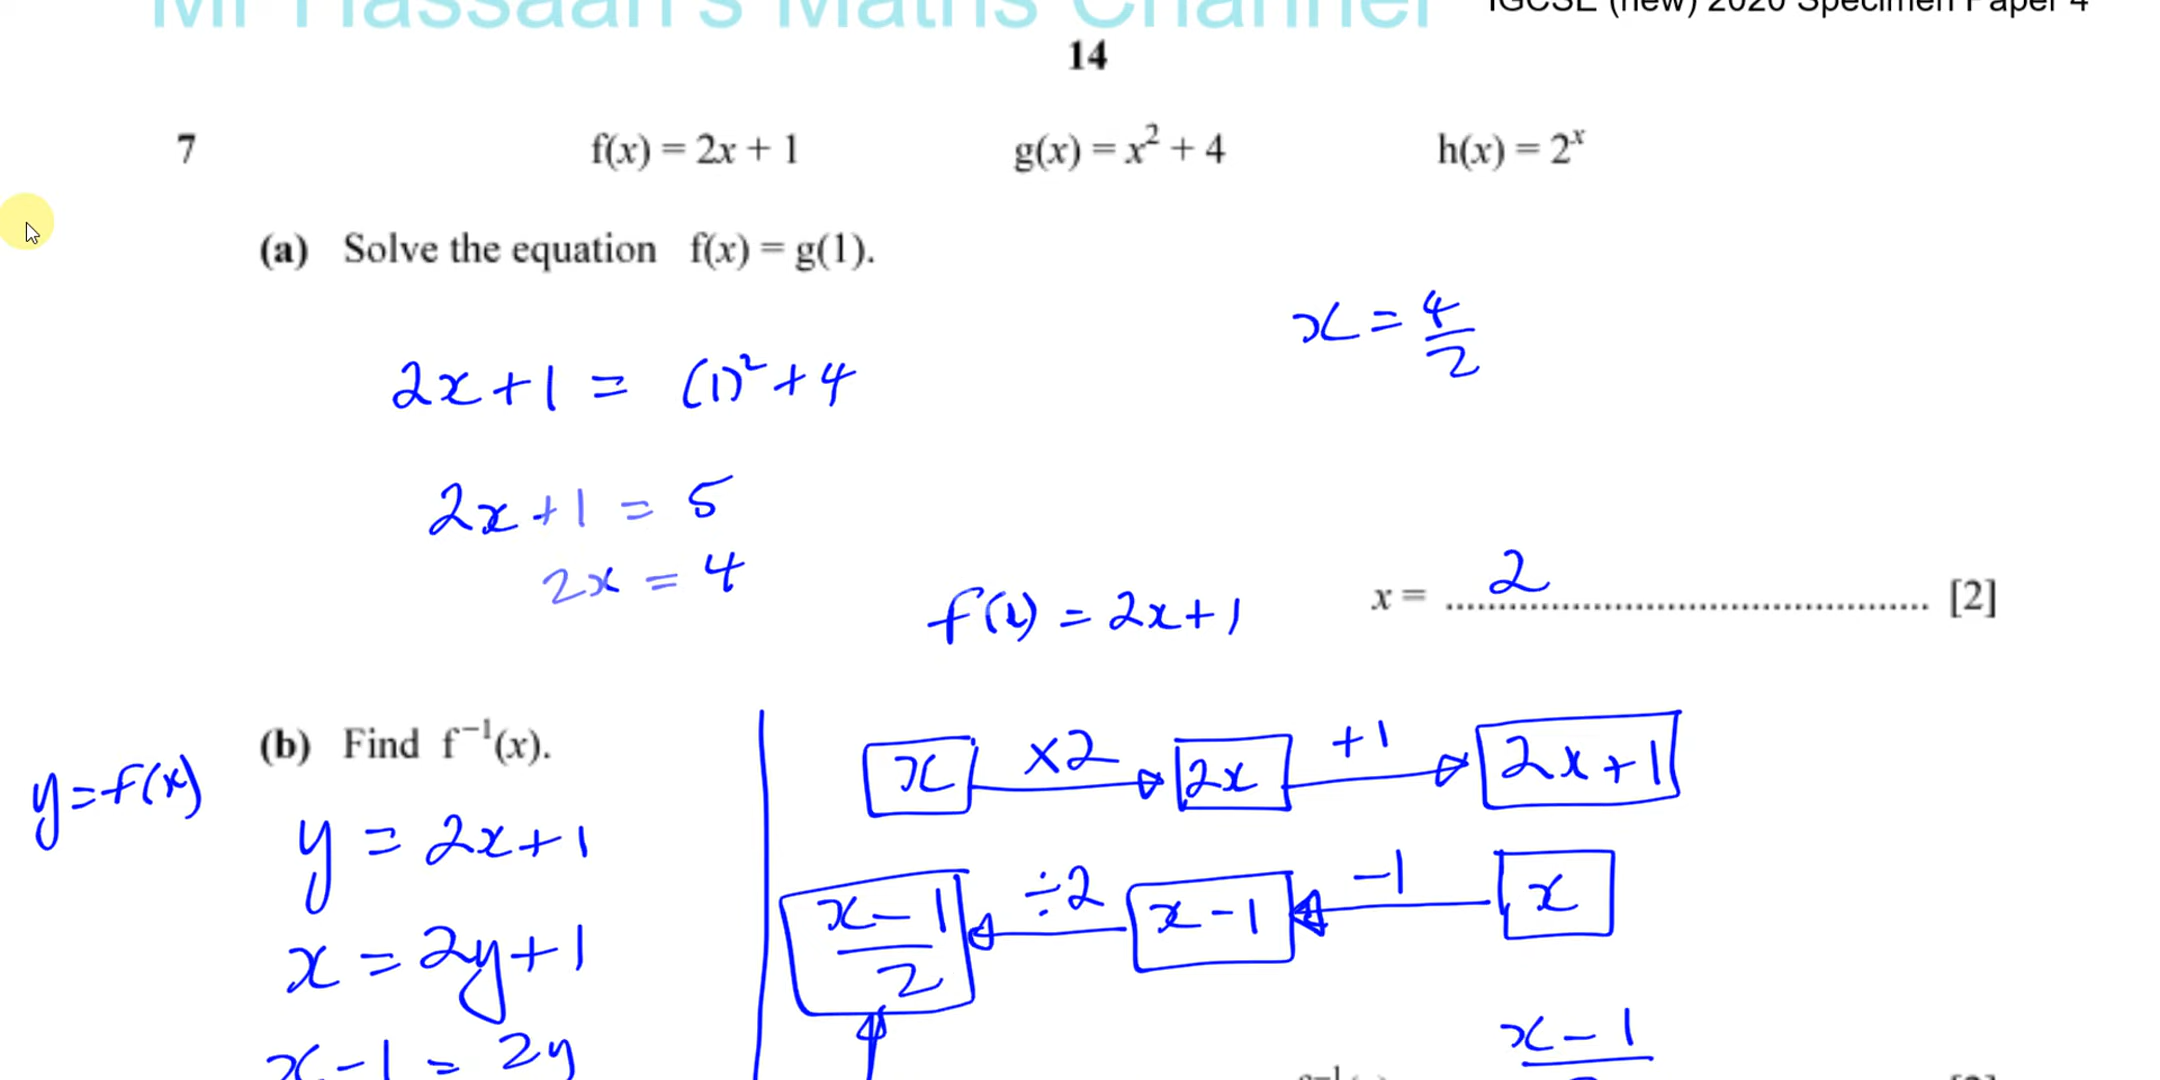 Mr Hassaan's Maths Channel
IGCSE (new) 2020 Specimen Paper 4
14
7 f(x) = 2x + 1 g(x) = x² + 4 h(x) = 2ˣ
(a) Solve the equation f(x) = g(1).
x = 4/2
2x+1 = (1)²+4
2x+1 = 5
2x = 4
x = 2 [2]
f(x) = 2x+1
(b) Find f⁻¹(x).
y=f(x)
y = 2x+1
x = 2y+1
x-1 = 2y
x ×2 2x +1 2x+1
x-1/2 ÷2 x-1 -1 x
x-1